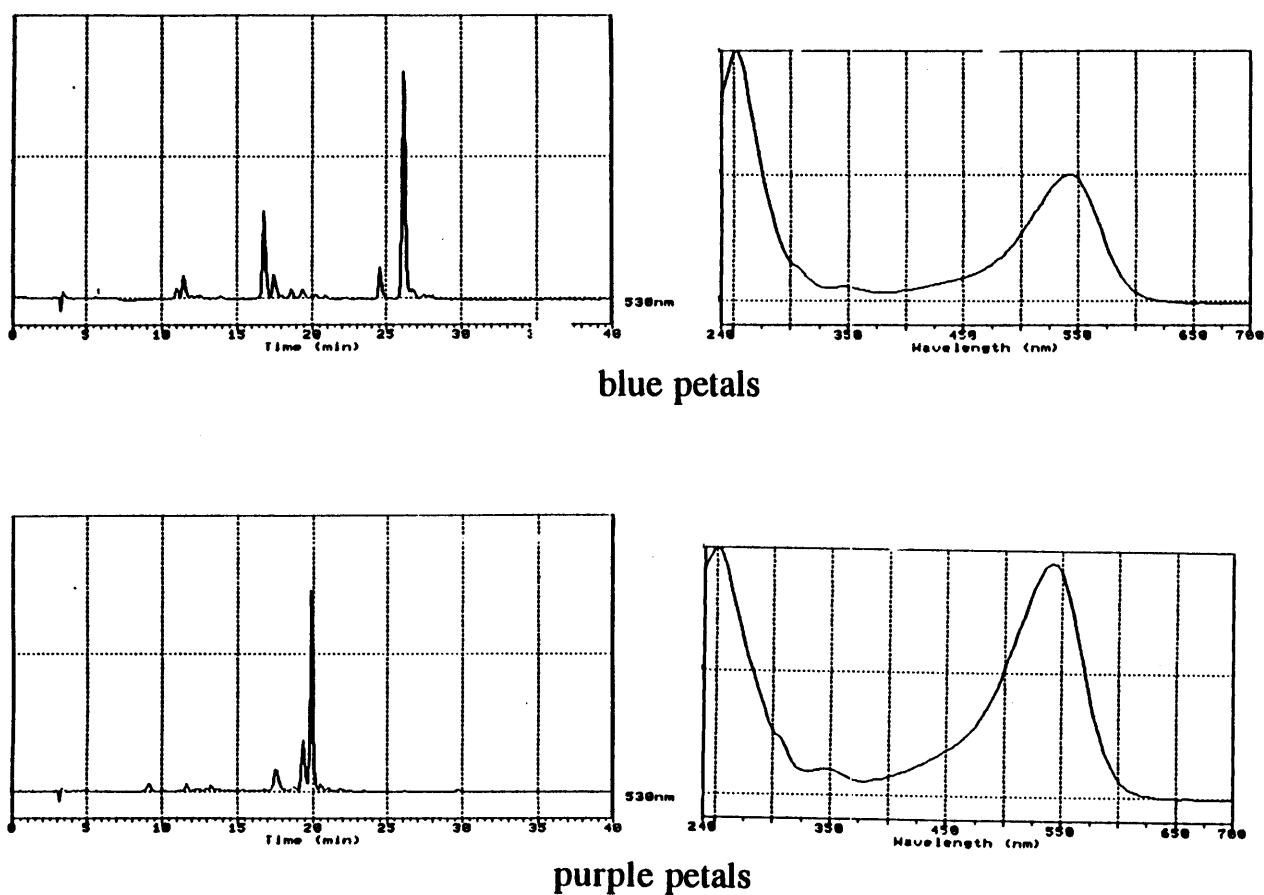 530nm
0 5 10 15 20 25 30 40
Time (min)
240 350 450 550 650 700
Wavelength (nm)
blue petals
530nm
0 5 10 15 20 25 30 35 40
Time (min)
240 350 450 550 650 700
Wavelength (nm)
purple petals